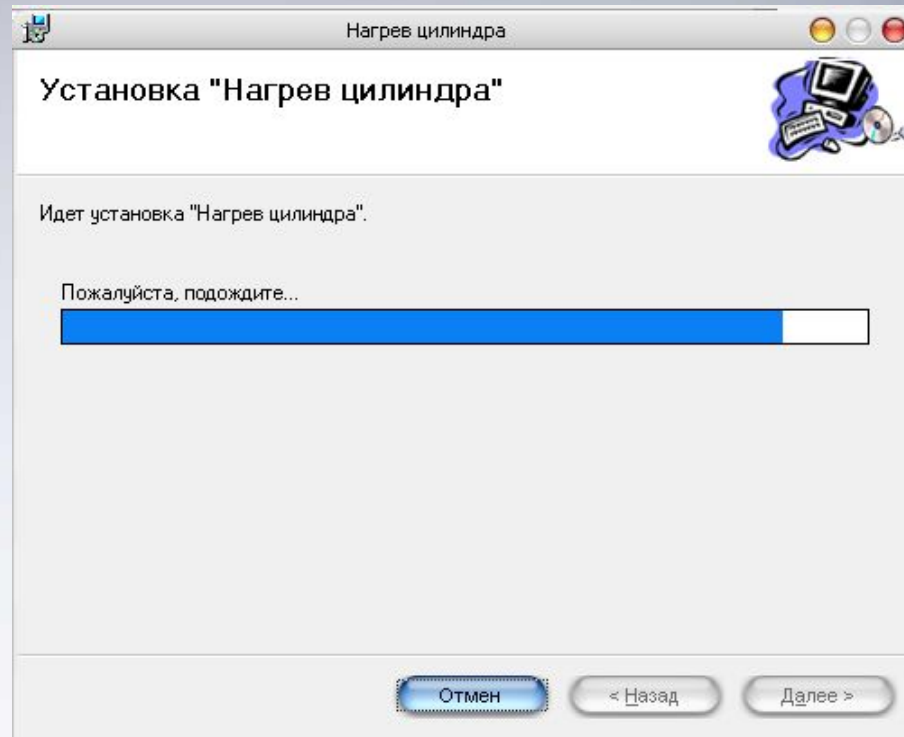 Нагрев цилиндра
Установка "Нагрев цилиндра"
Идет установка "Нагрев цилиндра".
Пожалуйста, подождите...
Отмен
< Назад
Далее >